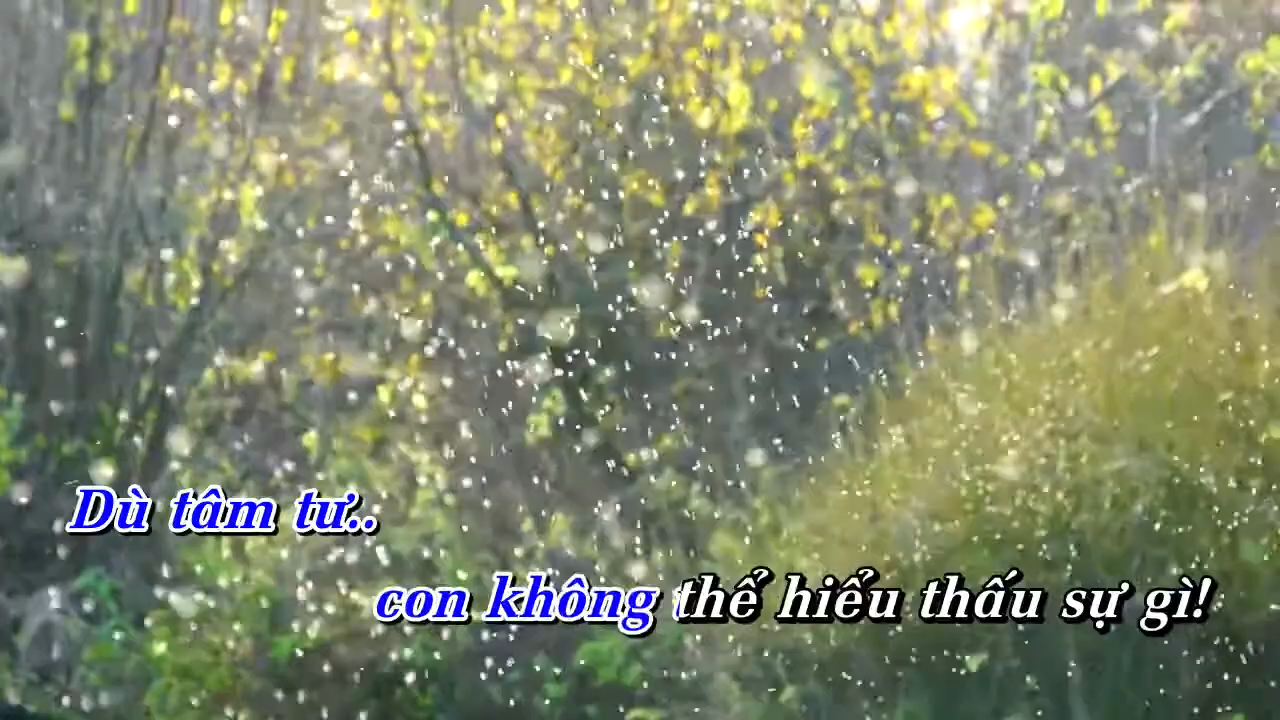 Dù tâm tư..
con không thể hiểu thấu sự gì!